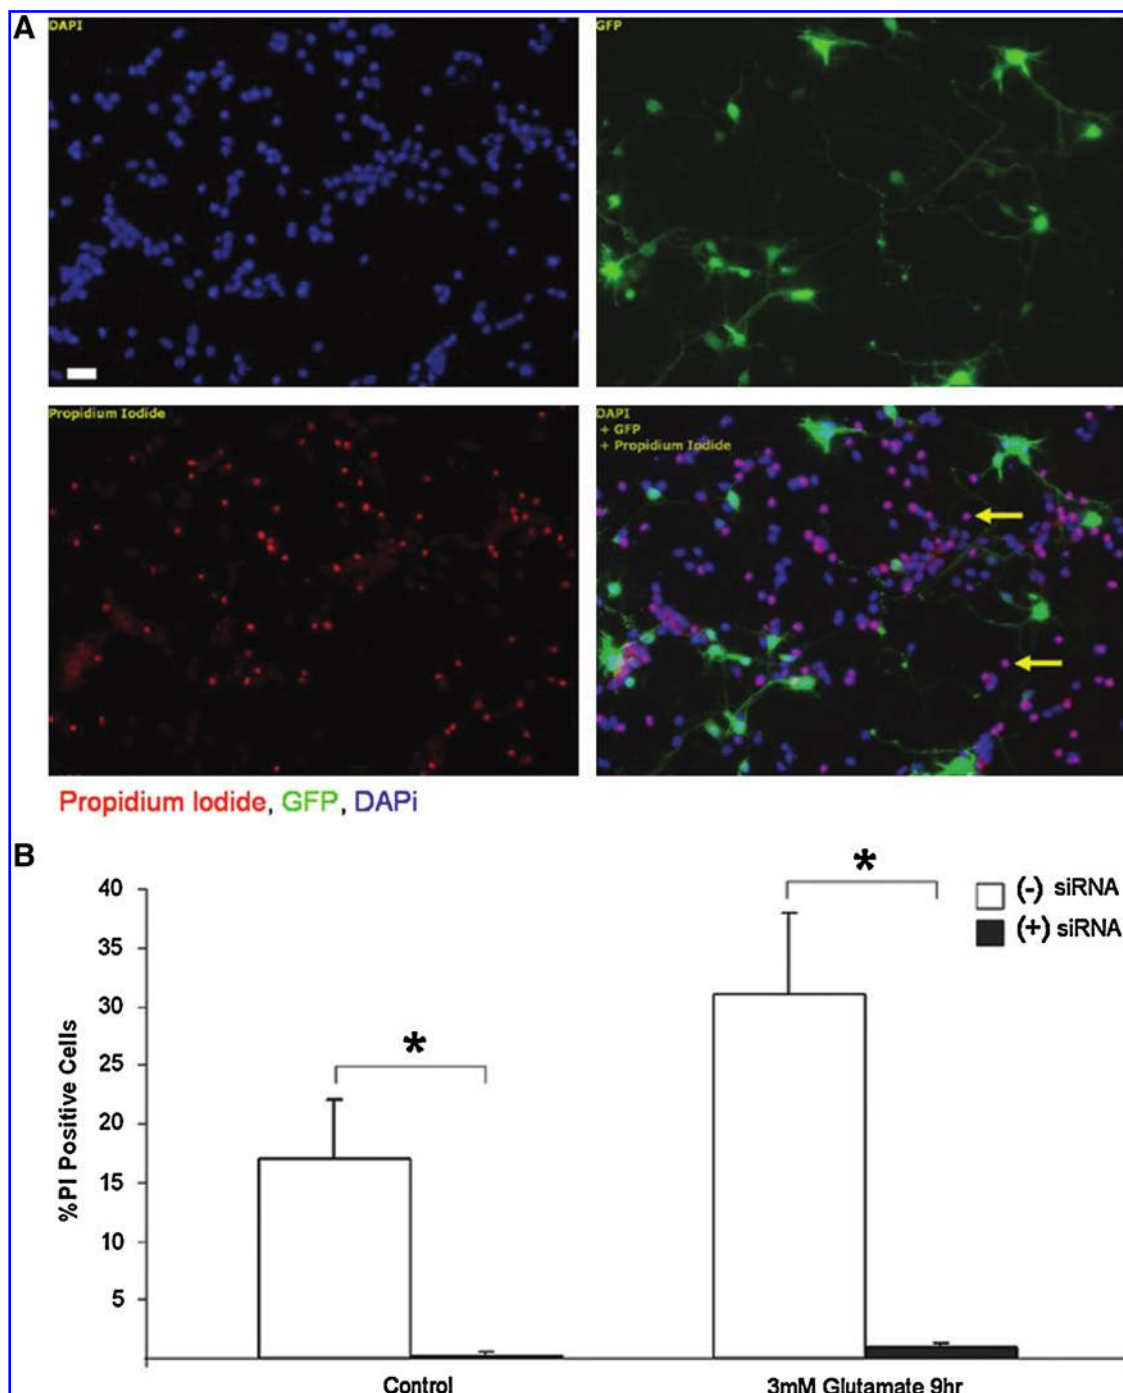 A
DAPI
GFP
Propidium Iodide
DAPI
+ GFP
+ Propidium Iodide
Propidium Iodide, GFP, DAPi
B
*
*
(-) siRNA
(+) siRNA
40
35
30
25
20
15
10
5
%PI Positive Cells
Control
3mM Glutamate 9hr